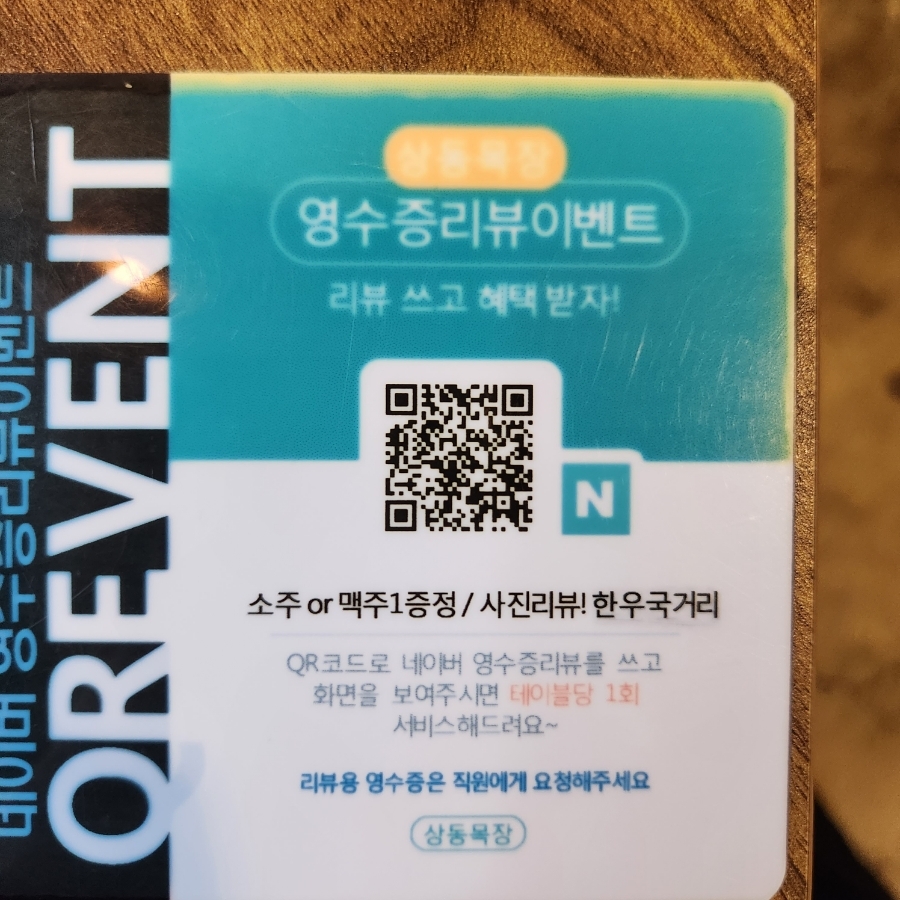 네이버 영수증리뷰이벤트
QREVENT
상동목장
영수증리뷰이벤트
리뷰 쓰고 혜택 받자!
N
소주 or 맥주1증정 / 사진리뷰! 한우국거리
QR코드로 네이버 영수증리뷰를 쓰고
화면을 보여주시면 테이블당 1회
서비스해드려요~
리뷰용 영수증은 직원에게 요청해주세요
상동목장